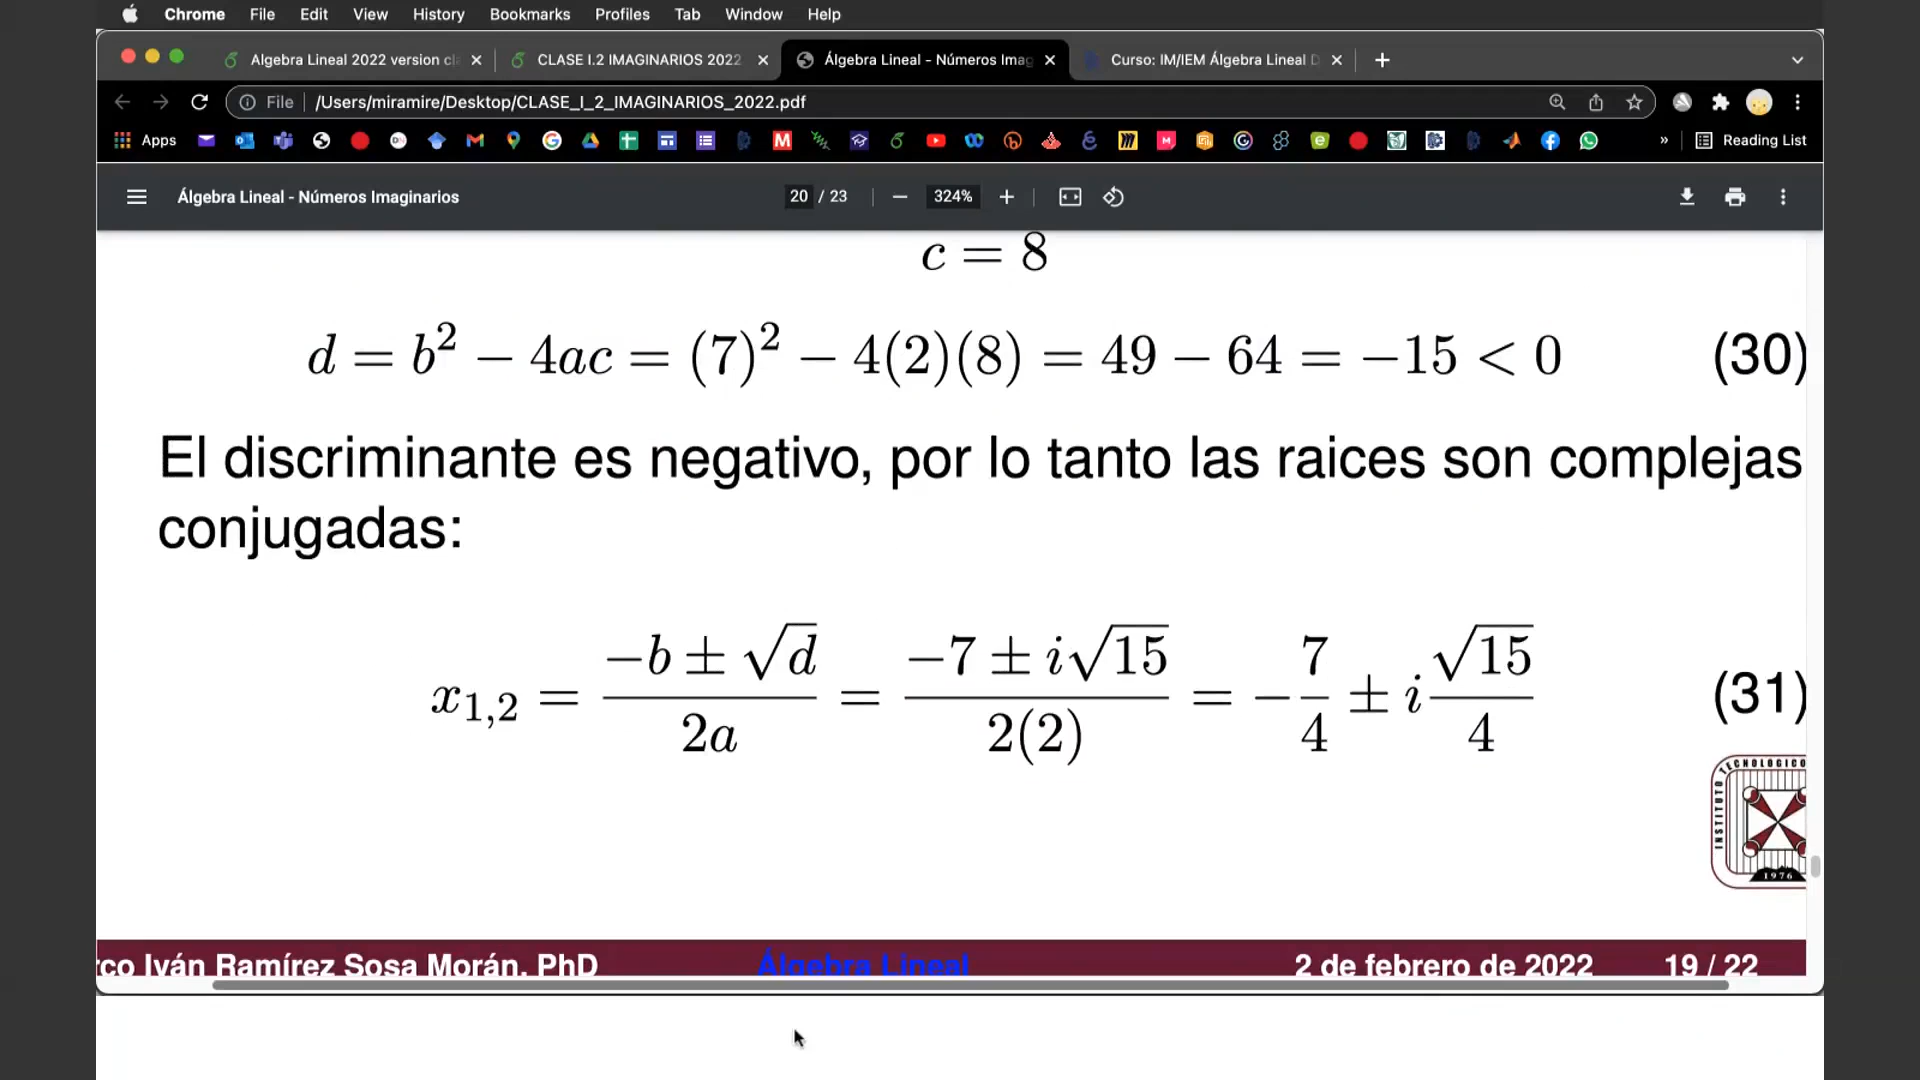 Chrome File Edit View History Bookmarks Profiles Tab Window Help
Algebra Lineal 2022 version cl CLASE I.2 IMAGINARIOS 2022 Álgebra Lineal - Números Imag Curso: IM/IEM Álgebra Lineal D
File /Users/miramire/Desktop/CLASE_I_2_IMAGINARIOS_2022.pdf
Apps » Reading List
Álgebra Lineal - Números Imaginarios 20 / 23 324%
c = 8
d = b² − 4ac = (7)² − 4(2)(8) = 49 − 64 = −15 < 0 (30)
El discriminante es negativo, por lo tanto las raices son complejas
conjugadas:
x₁,₂ = (−b ± √d)/(2a) = (−7 ± i√15)/(2(2)) = −7/4 ± i √15/4 (31)
INSTITUTO TECNOLOGICO
1976
rco Iván Ramírez Sosa Morán, PhD Álgebra Lineal 2 de febrero de 2022 19 / 22